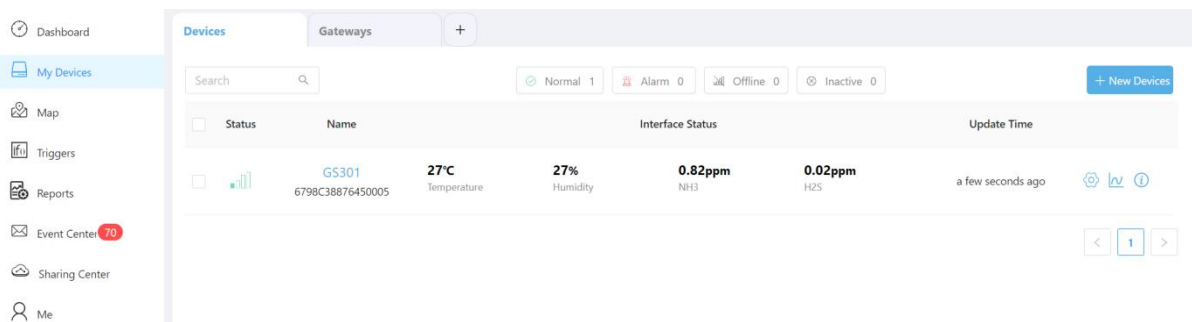 Dashboard
My Devices
Map
Triggers
Reports
Event Center 70
Sharing Center
Me
Devices Gateways +
Search Normal 1 Alarm 0 Offline 0 Inactive 0 + New Devices
Status Name Interface Status Update Time
GS301 27℃ 27% 0.82ppm 0.02ppm
6798C38876450005 Temperature Humidity NH3 H2S a few seconds ago
< 1 >